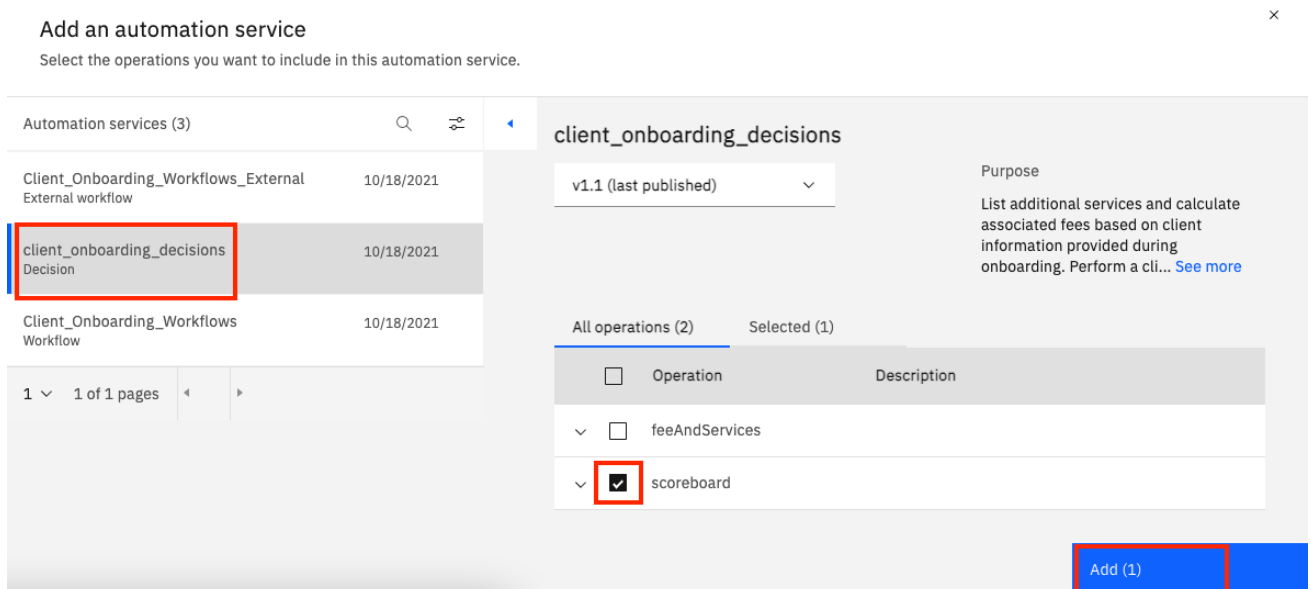 Add an automation service
Select the operations you want to include in this automation service.
Automation services (3)
Client_Onboarding_Workflows_External 10/18/2021
External workflow
client_onboarding_decisions 10/18/2021
Decision
Client_Onboarding_Workflows 10/18/2021
Workflow
1 1 of 1 pages
client_onboarding_decisions
v1.1 (last published)
Purpose
List additional services and calculate
associated fees based on client
information provided during
onboarding. Perform a cli... See more
All operations (2) Selected (1)
Operation Description
feeAndServices
scoreboard
Add (1)